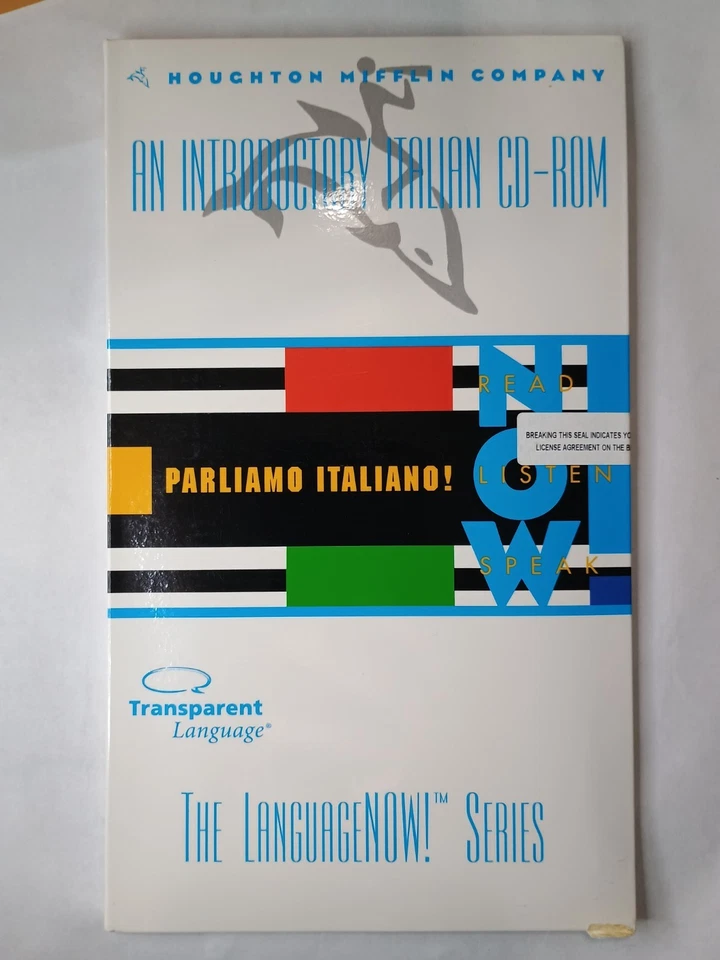 HOUGHTON MIFFLIN COMPANY
AN INTRODUCTORY ITALIAN CD-ROM
NOW
READ
BREAKING THIS SEAL INDICATES
LICENSE AGREEMENT ON THE
PARLIAMO ITALIANO!
LISTEN
SPEAK
Transparent
Language®
THE LANGUAGENOW!™ SERIES